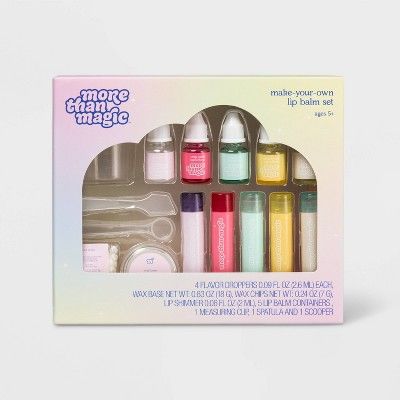 more
than
magic
make-your-own
lip balm set
ages 5+
4 FLAVOR DROPPERS 0.09 FL OZ (2.6 ML) EACH,
WAX BASE NET WT: 0.63 OZ (18 G), WAX CHIPS NET WT: 0.24 OZ (7 G),
LIP SHIMMER 0.06 FL OZ (2 ML), 5 LIP BALM CONTAINERS,
1 MEASURING CUP, 1 SPATULA AND 1 SCOOPER